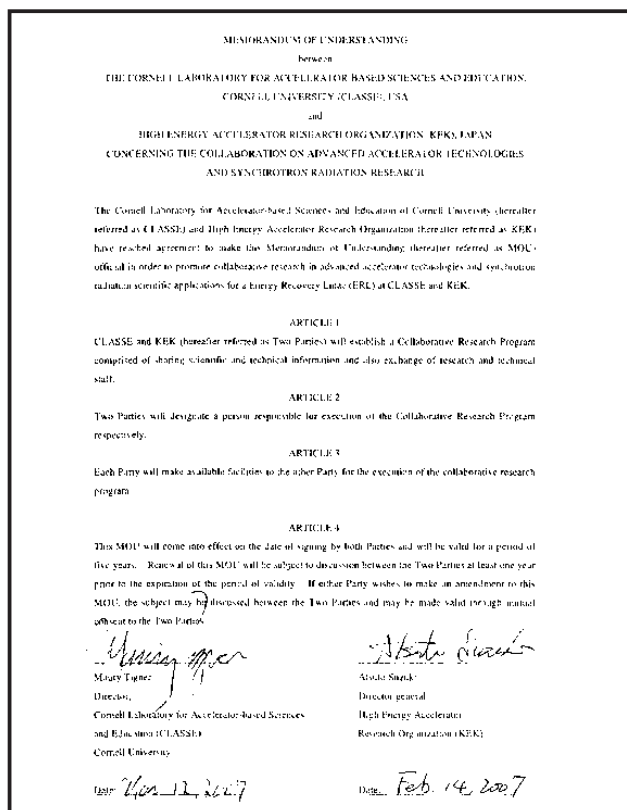 MEMORANDUM OF UNDERSTANDING
between
THE CORNELL LABORATORY FOR ACCELERATOR BASED SCIENCES AND EDUCATION,
CORNELL UNIVERSITY (CLASSE), USA
and
HIGH ENERGY ACCELERATOR RESEARCH ORGANIZATION (KEK), JAPAN
CONCERNING THE COLLABORATION ON ADVANCED ACCELERATOR TECHNOLOGIES
AND SYNCHROTRON RADIATION RESEARCH
The Cornell Laboratory for Accelerator-based Sciences and Education of Cornell University (hereafter
referred as CLASSE) and High Energy Accelerator Research Organization (hereafter referred as KEK)
have reached agreement to make this Memorandum of Understanding (hereafter referred as MOU)
official in order to promote collaborative research in advanced accelerator technologies and synchrotron
radiation scientific applications for a Energy Recovery Linac (ERL) at CLASSE and KEK.
ARTICLE 1
CLASSE and KEK (hereafter referred as Two Parties) will establish a Collaborative Research Program
comprised of sharing scientific and technical information and also exchange of research and technical
staff.
ARTICLE 2
Two Parties will designate a person responsible for execution of the Collaborative Research Program
respectively.
ARTICLE 3
Each Party will make available facilities to the other Party for the execution of the collaborative research
program
ARTICLE 4
This MOU will come into effect on the date of signing by both Parties and will be valid for a period of
five years. Renewal of this MOU will be subject to discussion between the Two Parties at least one year
prior to the expiration of the period of validity. If either Party wishes to make an amendment to this
MOU, the subject may be discussed between the Two Parties and may be made valid through mutual
consent to the Two Parties
Maury Tigner
Director,
Cornell Laboratory for Accelerator-based Sciences
and Education (CLASSE)
Cornell University
Date: 12, 2007
Atsuto Suzuki
Director general
High Energy Accelerator
Research Organization (KEK)
Date: Feb. 14, 2007